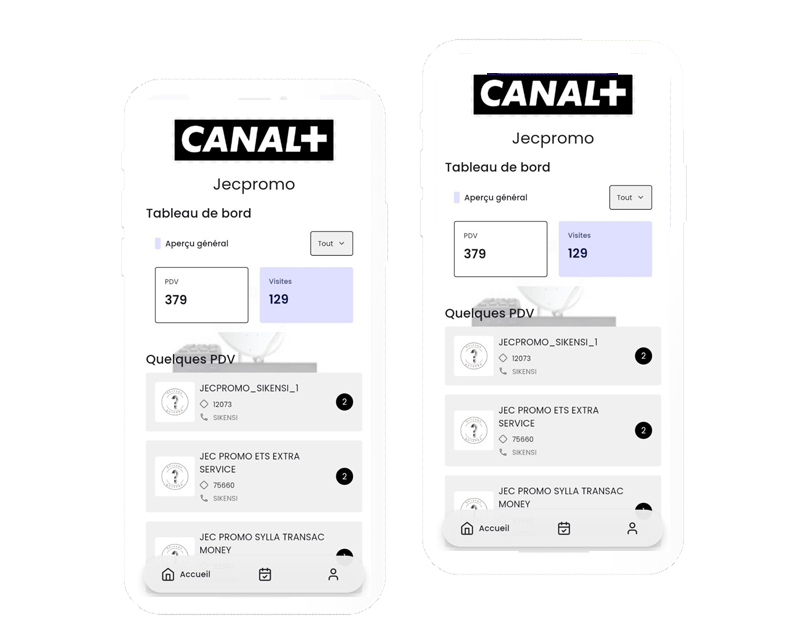 CANAL+
Jecpromo
Tableau de bord
Aperçu général
Tout
PDV
Visites
379
129
Quelques PDV
JECPROMO_SIKENSI_1
12073
SIKENSI
2
JEC PROMO ETS EXTRA
SERVICE
75660
SIKENSI
2
JEC PROMO SYLLA TRANSAC
MONEY
Accueil
CANAL+
Jecpromo
Tableau de bord
Aperçu général
Tout
PDV
Visites
379
129
Quelques PDV
JECPROMO_SIKENSI_1
12073
SIKENSI
2
JEC PROMO ETS EXTRA
SERVICE
75660
SIKENSI
2
JEC PROMO SYLLA TRANSAC
MONEY
Accueil